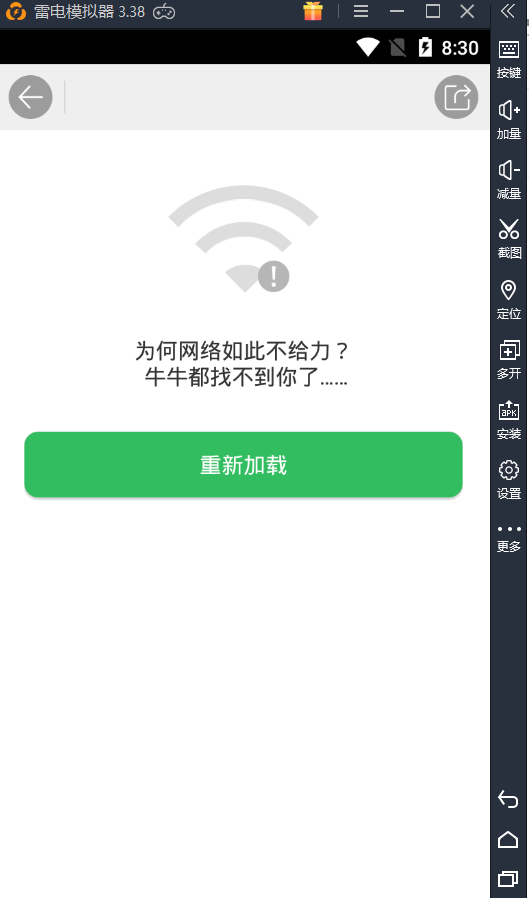 雷电模拟器 3.38
8:30
按键
加量
减量
截图
定位
多开
APK
安装
设置
更多
为何网络如此不给力？
牛牛都找不到你了……
重新加载